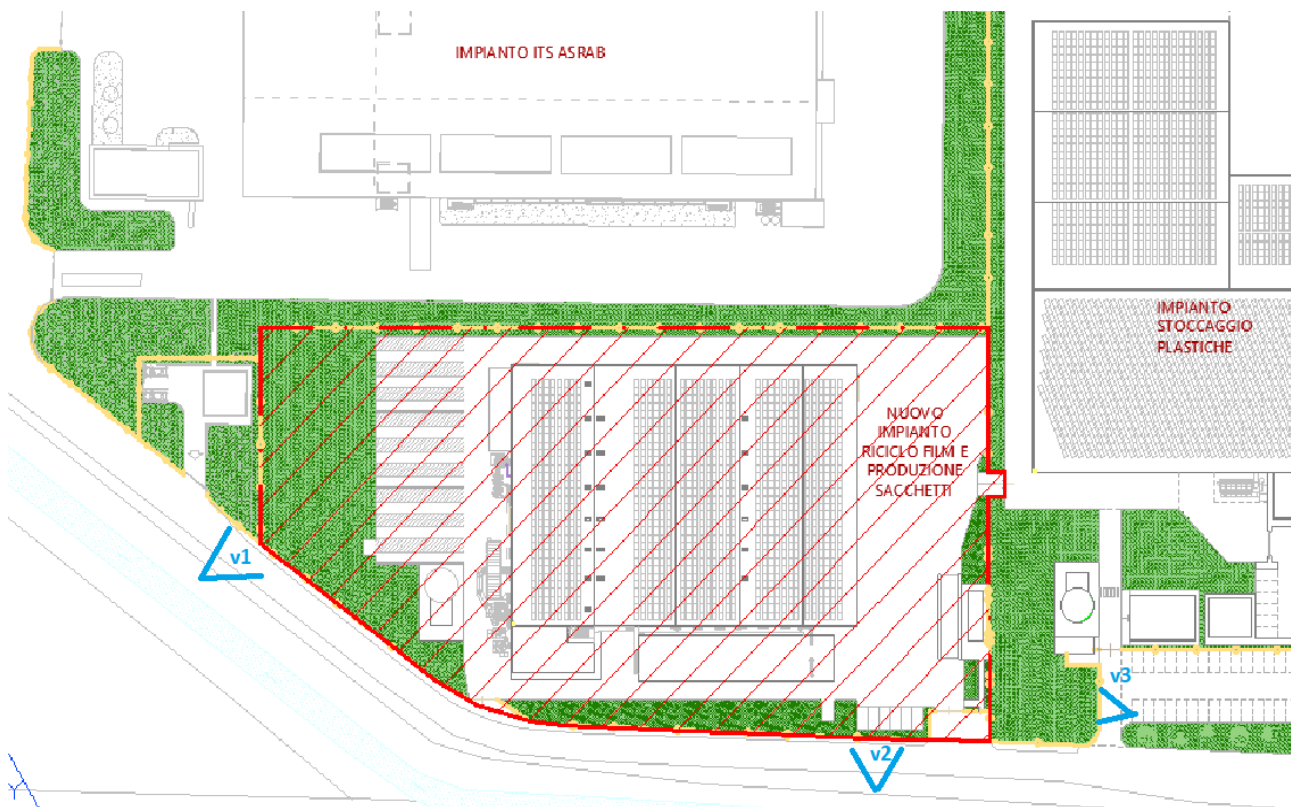 IMPIANTO ITS ASRAB
IMPIANTO
STOCCAGGIO
PLASTICHE
NUOVO
IMPIANTO
RICICLO FILM E
PRODUZIONE
SACCHETTI
v1
v2
v3
Y